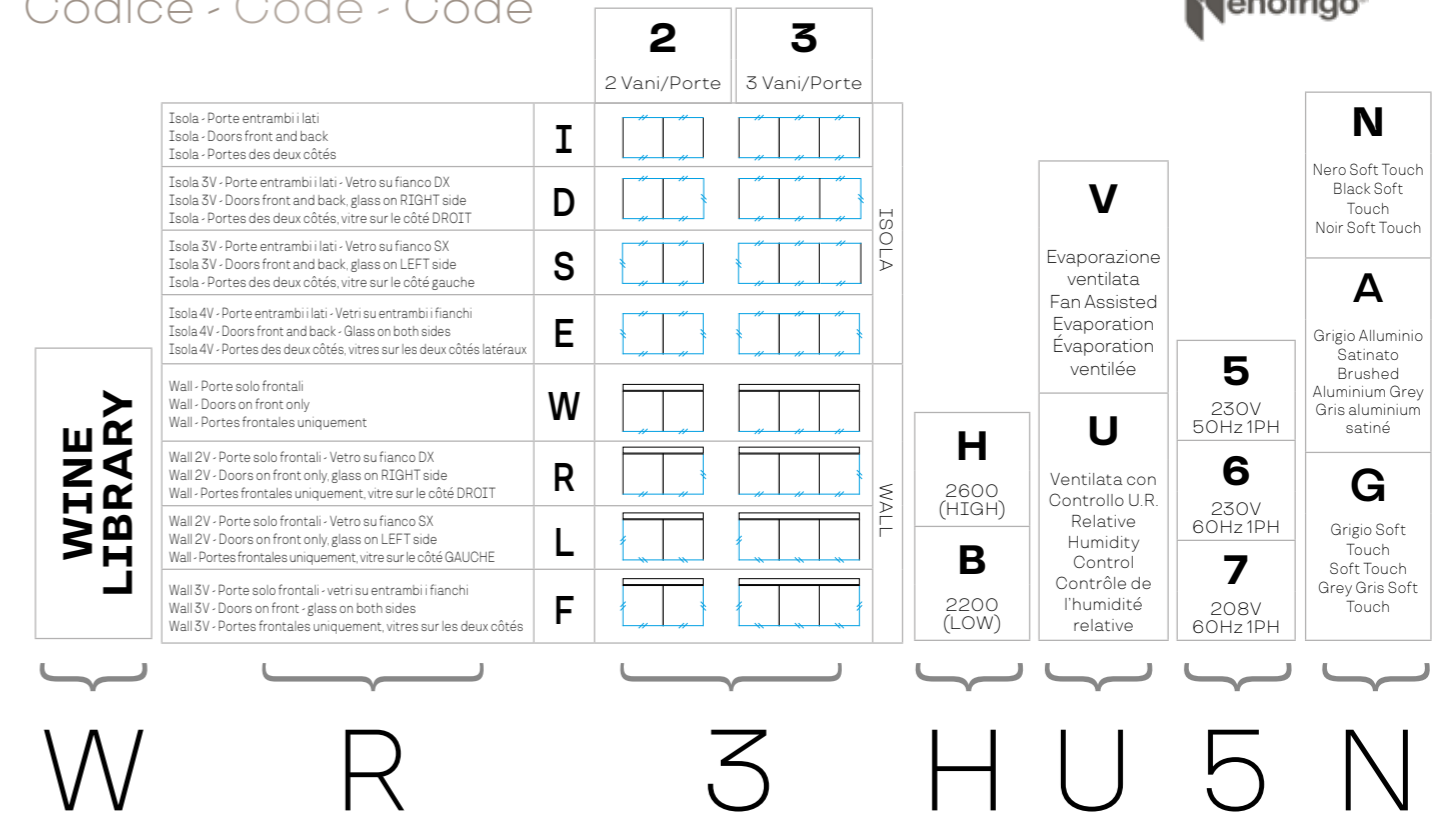 Codice - Code - Code
enofrigo
2
2 Vani/Porte
3
3 Vani/Porte
Isola - Porte entrambi i lati
Isola - Doors front and back
Isola - Portes des deux côtés
I
Isola 3V - Porte entrambi i lati - Vetro su fianco DX
Isola 3V - Doors front and back, glass on RIGHT side
Isola - Portes des deux côtés, vitre sur le côté DROIT
D
Isola 3V - Porte entrambi i lati - Vetro su fianco SX
Isola 3V - Doors front and back, glass on LEFT side
Isola - Portes des deux côtés, vitre sur le côté gauche
S
Isola 4V - Porte entrambi i lati - Vetri su entrambi i fianchi
Isola 4V - Doors front and back - Glass on both sides
Isola 4V - Portes des deux côtés, vitres sur les deux côtés latéraux
E
ISOLA
Wall - Porte solo frontali
Wall - Doors on front only
Wall - Portes frontales uniquement
W
Wall 2V - Porte solo frontali - Vetro su fianco DX
Wall 2V - Doors on front only, glass on RIGHT side
Wall - Portes frontales uniquement, vitre sur le côté DROIT
R
Wall 2V - Porte solo frontali - Vetro su fianco SX
Wall 2V - Doors on front only, glass on LEFT side
Wall - Portes frontales uniquement, vitre sur le côté GAUCHE
L
Wall 3V - Porte solo frontali - vetri su entrambi i fianchi
Wall 3V - Doors on front - glass on both sides
Wall 3V - Portes frontales uniquement, vitres sur les deux côtés
F
WALL
WINE
LIBRARY
H
2600
(HIGH)
B
2200
(LOW)
V
Evaporazione
ventilata
Fan Assisted
Evaporation
Évaporation
ventilée
U
Ventilata con
Controllo U.R.
Relative
Humidity
Control
Contrôle de
l'humidité
relative
5
230V
50Hz 1PH
6
230V
60Hz 1PH
7
208V
60Hz 1PH
N
Nero Soft Touch
Black Soft
Touch
Noir Soft Touch
A
Grigio Alluminio
Satinato
Brushed
Aluminium Grey
Gris aluminium
satiné
G
Grigio Soft
Touch
Soft Touch
Grey Gris Soft
Touch
W R 3 H U 5 N